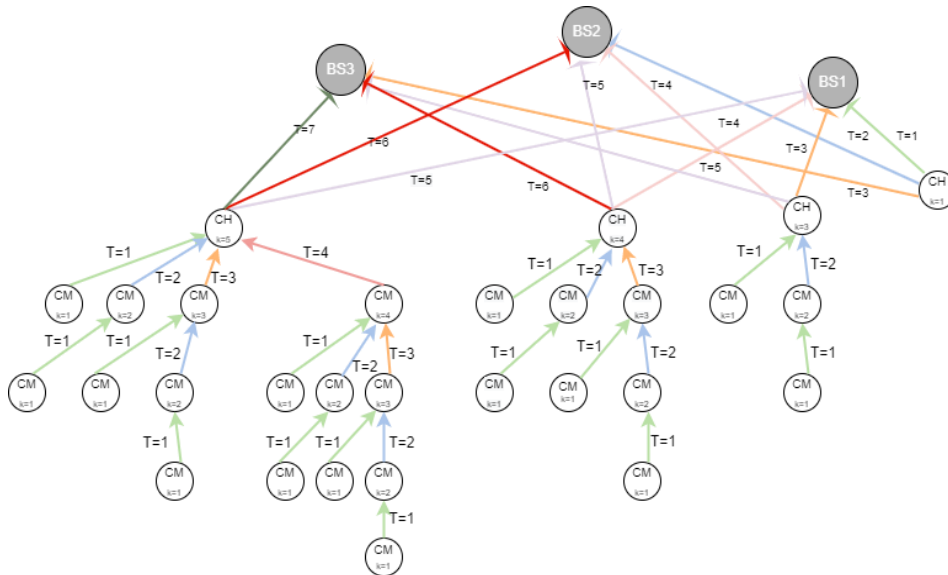 BS2
BS3
BS1
T=5
T=4
T=7
T=6
T=4
T=2
T=1
T=3
T=5
T=5
T=6
T=3
CH
k=1
CH
k=5
CH
k=4
CH
k=3
T=1
T=2
T=3
T=4
T=1
T=2
T=3
T=1
T=2
CM
k=1
CM
k=2
CM
k=3
CM
k=4
CM
k=1
CM
k=2
CM
k=3
CM
k=1
CM
k=2
T=1
T=1
T=2
T=1
T=2
T=3
T=1
T=1
T=2
T=1
CM
k=1
CM
k=1
CM
k=2
CM
k=1
CM
k=2
CM
k=3
CM
k=1
CM
k=1
CM
k=2
CM
k=1
T=1
T=1
T=1
T=2
T=1
CM
k=1
CM
k=1
CM
k=1
CM
k=2
CM
k=1
T=1
CM
k=1